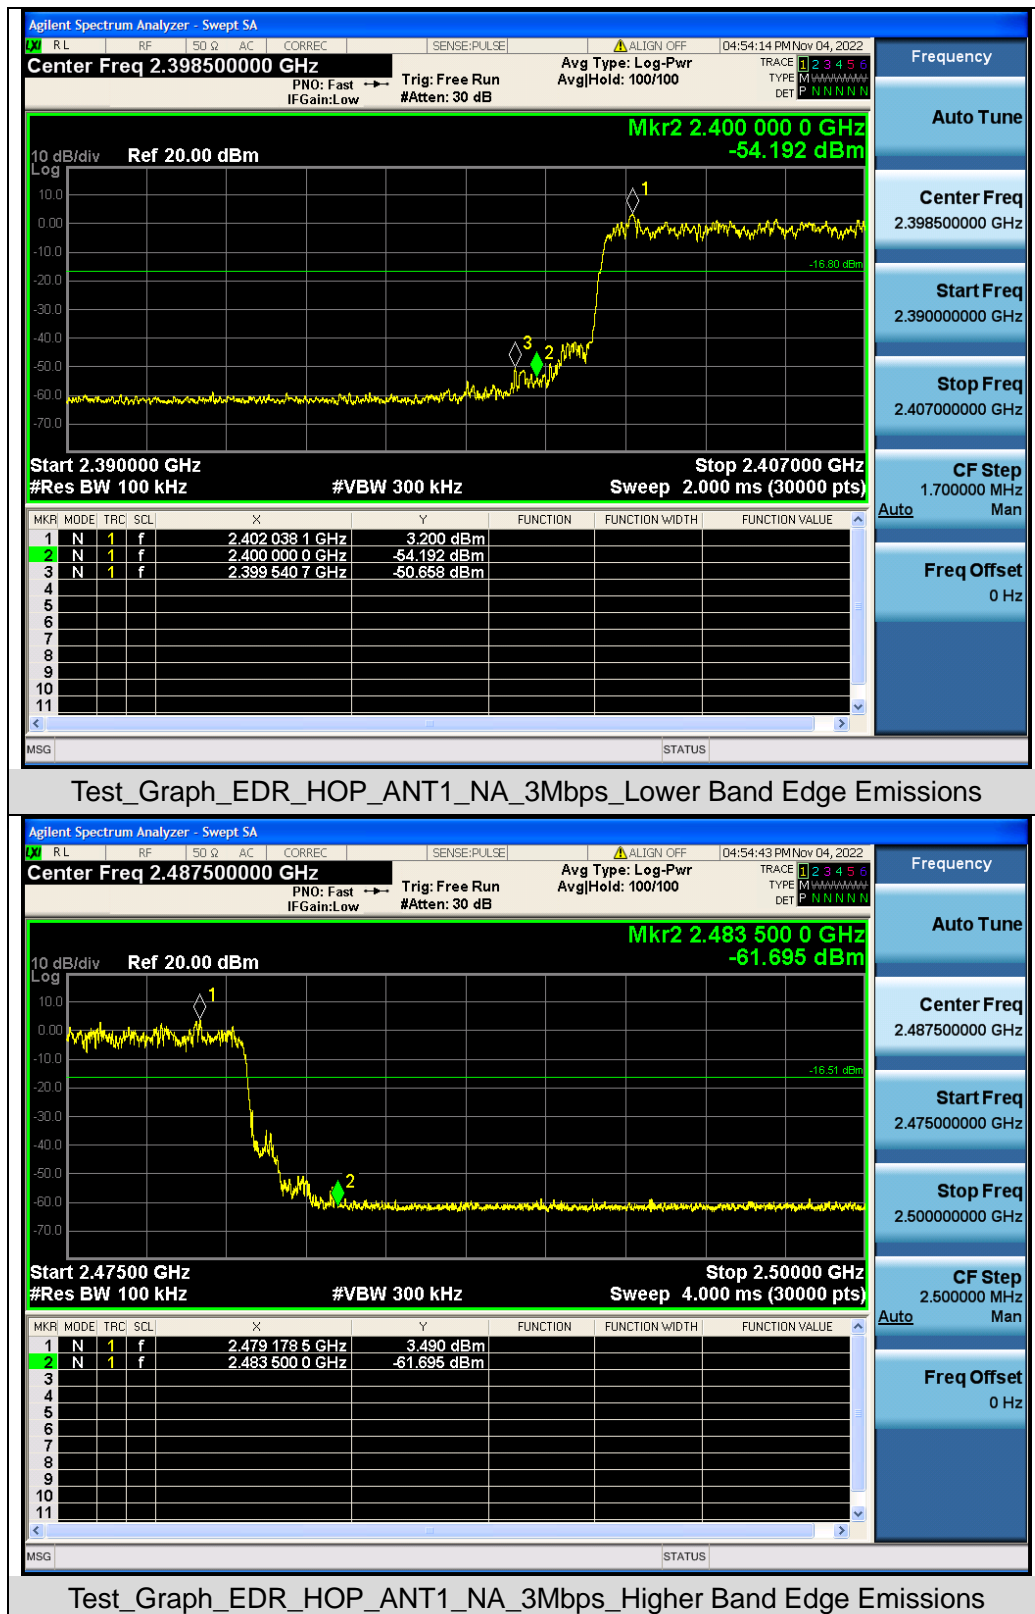 Agilent Spectrum Analyzer - Swept SA
LXI RL RF 50 Ω AC CORREC SENSE:PULSE ALIGN OFF 04:54:14 PM Nov 04, 2022
Center Freq 2.398500000 GHz
PNO: Fast
IFGain:Low
Trig: Free Run
#Atten: 30 dB
Avg Type: Log-Pwr
Avg|Hold: 100/100
TRACE 1 2 3 4 5 6
TYPE M
DET P N N N N N
Mkr2 2.400 000 0 GHz
-54.192 dBm
10 dB/div Ref 20.00 dBm
Log
10.0
0.00
-10.0
-20.0
-30.0
-40.0
-50.0
-60.0
-70.0
1
-16.80 dBm
3
2
Start 2.390000 GHz Stop 2.407000 GHz
#Res BW 100 kHz #VBW 300 kHz Sweep 2.000 ms (30000 pts)
MKR MODE TRC SCL X Y FUNCTION FUNCTION WIDTH FUNCTION VALUE
1 N 1 f 2.402 038 1 GHz 3.200 dBm
2 N 1 f 2.400 000 0 GHz -54.192 dBm
3 N 1 f 2.399 540 7 GHz -50.658 dBm
4
5
6
7
8
9
10
11
MSG STATUS
Frequency
Auto Tune
Center Freq
2.398500000 GHz
Start Freq
2.390000000 GHz
Stop Freq
2.407000000 GHz
CF Step
1.700000 MHz
Auto Man
Freq Offset
0 Hz
Test_Graph_EDR_HOP_ANT1_NA_3Mbps_Lower Band Edge Emissions
Agilent Spectrum Analyzer - Swept SA
LXI RL RF 50 Ω AC CORREC SENSE:PULSE ALIGN OFF 04:54:43 PM Nov 04, 2022
Center Freq 2.487500000 GHz
PNO: Fast
IFGain:Low
Trig: Free Run
#Atten: 30 dB
Avg Type: Log-Pwr
Avg|Hold: 100/100
TRACE 1 2 3 4 5 6
TYPE M
DET P N N N N N
Mkr2 2.483 500 0 GHz
-61.695 dBm
10 dB/div Ref 20.00 dBm
Log
10.0
0.00
-10.0
-20.0
-30.0
-40.0
-50.0
-60.0
-70.0
1
-16.51 dBm
2
Start 2.47500 GHz Stop 2.50000 GHz
#Res BW 100 kHz #VBW 300 kHz Sweep 4.000 ms (30000 pts)
MKR MODE TRC SCL X Y FUNCTION FUNCTION WIDTH FUNCTION VALUE
1 N 1 f 2.479 178 5 GHz 3.490 dBm
2 N 1 f 2.483 500 0 GHz -61.695 dBm
3
4
5
6
7
8
9
10
11
MSG STATUS
Frequency
Auto Tune
Center Freq
2.487500000 GHz
Start Freq
2.475000000 GHz
Stop Freq
2.500000000 GHz
CF Step
2.500000 MHz
Auto Man
Freq Offset
0 Hz
Test_Graph_EDR_HOP_ANT1_NA_3Mbps_Higher Band Edge Emissions